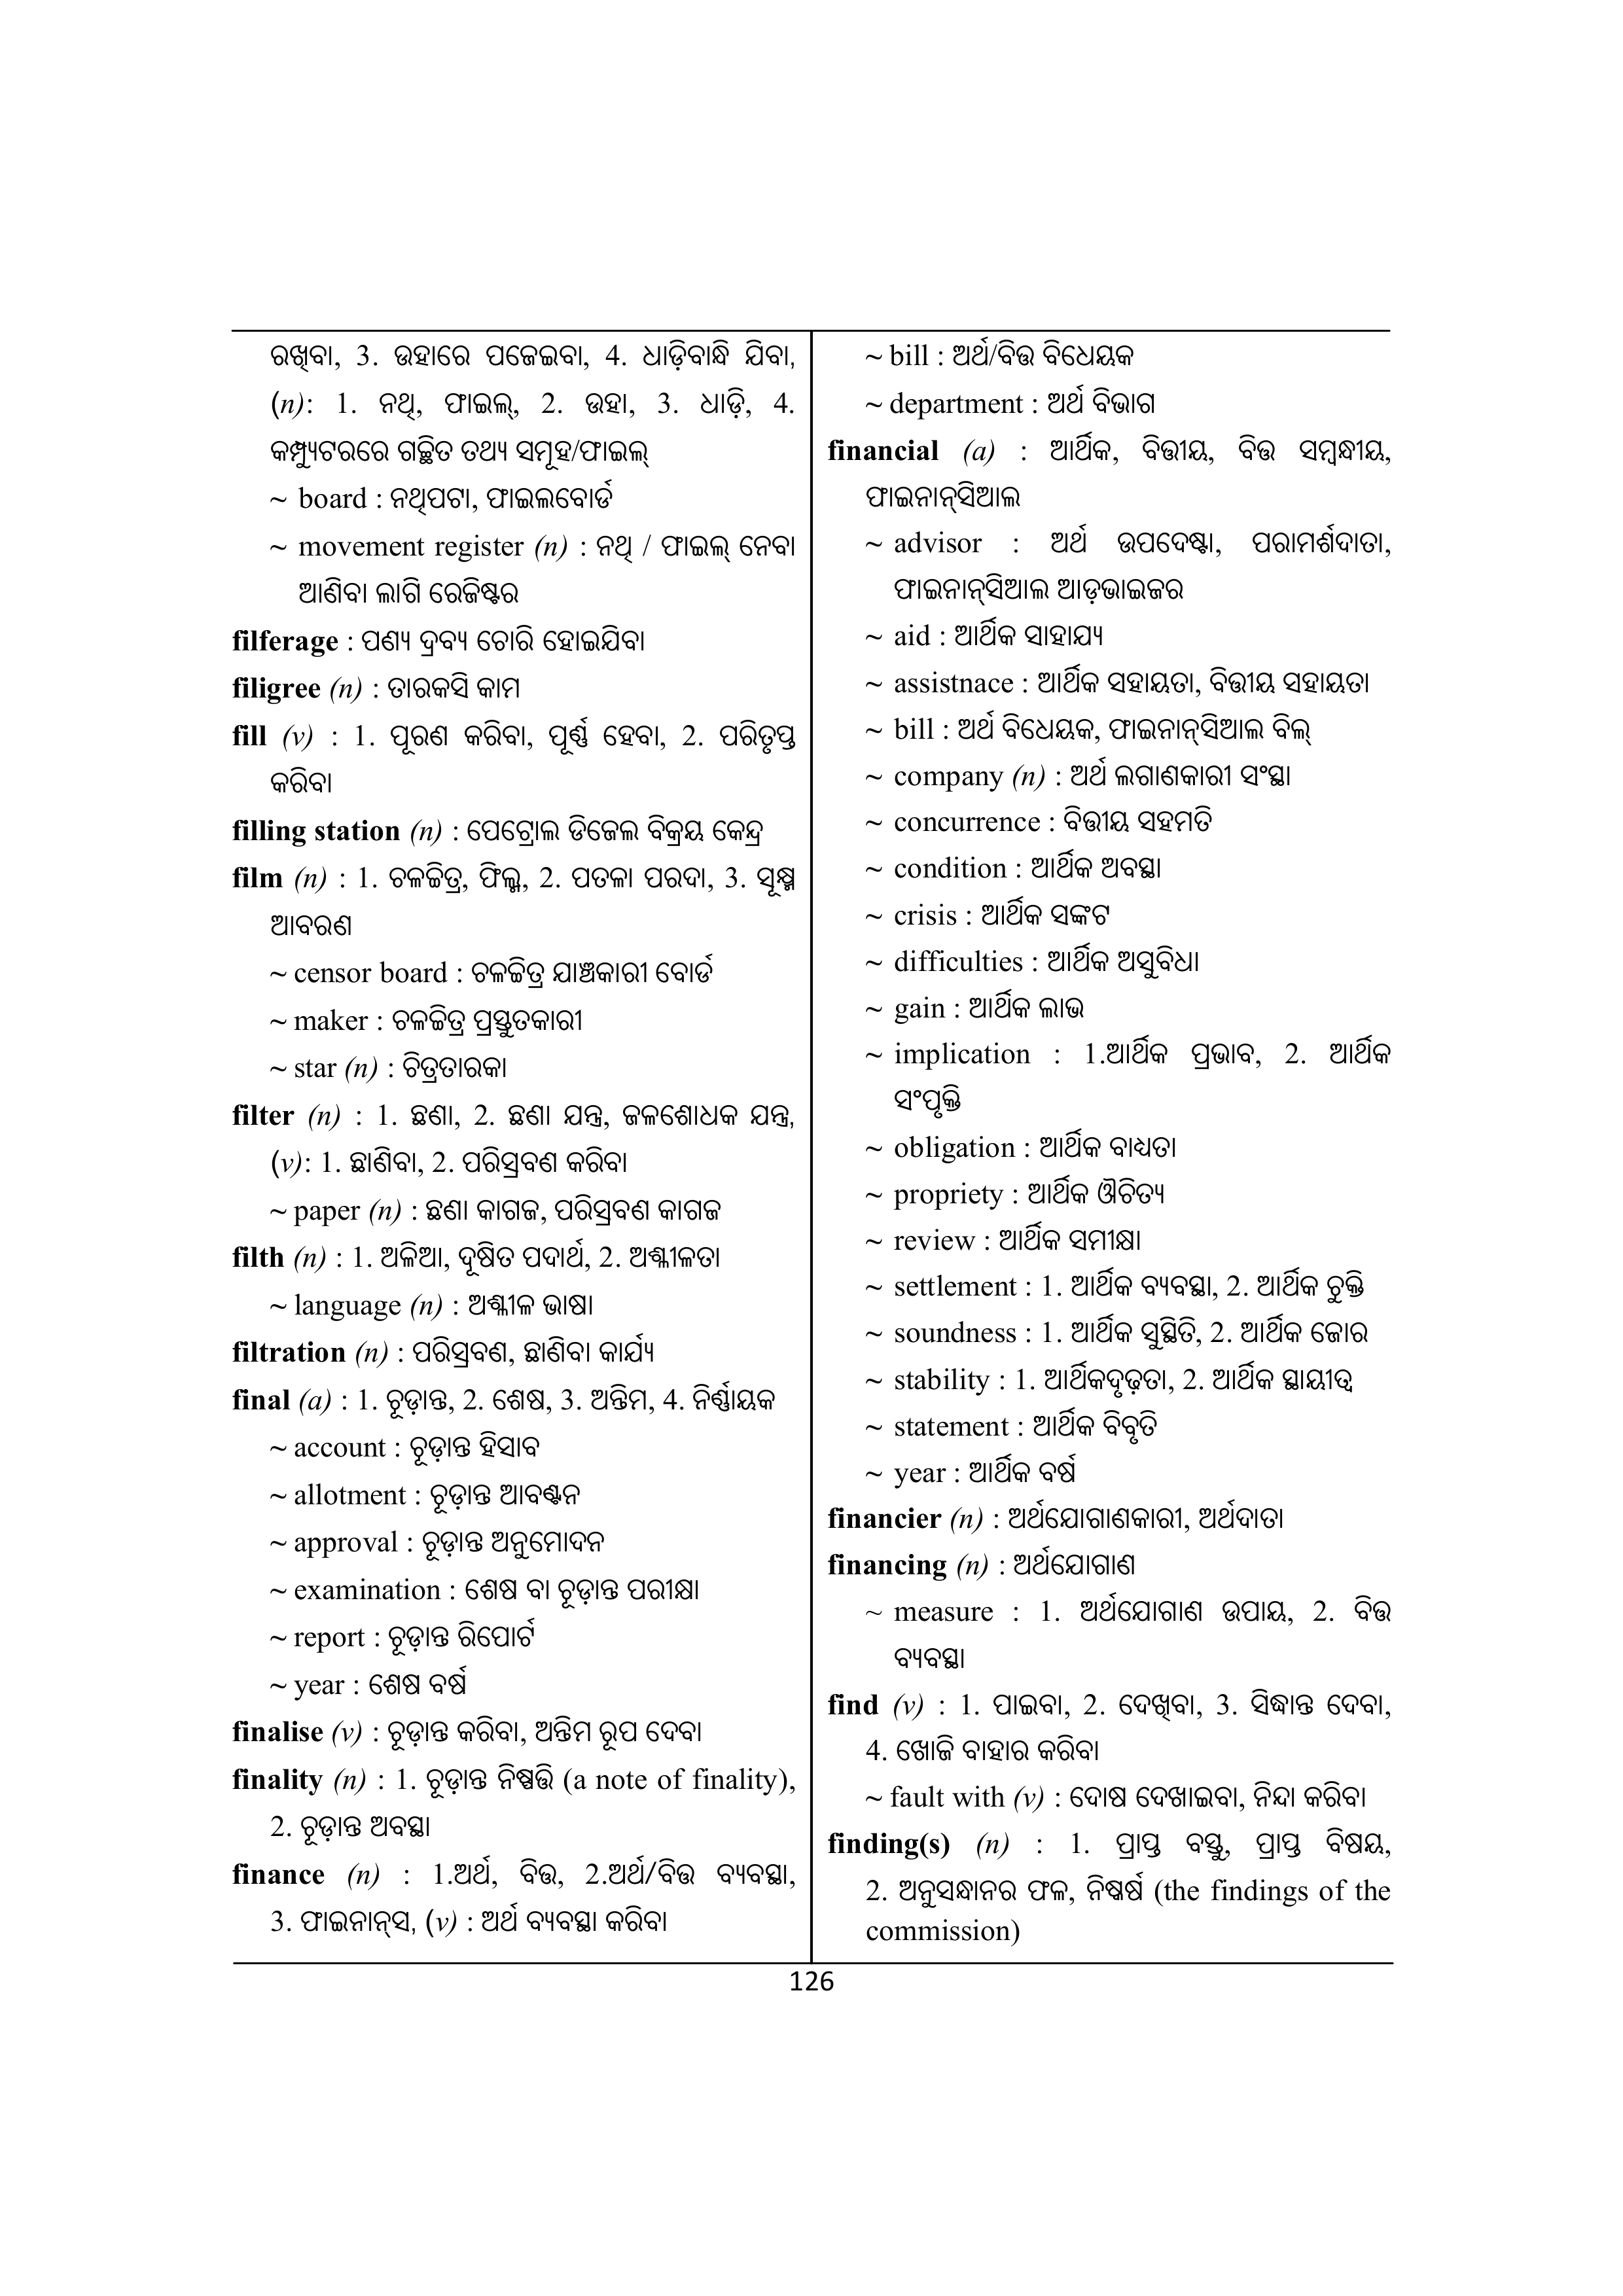 ରଖିବା, 3. ଉହାରେ ପଜେଇବା, 4. ଧାଡ଼ିବାନ୍ଧି ଯିବା,
(n): 1. ନଥି, ଫାଇଲ୍, 2. ଉହା, 3. ଧାଡ଼ି, 4.
କମ୍ପ୍ୟୁଟରରେ ଗଚ୍ଛିତ ତଥ୍ୟ ସମୂହ/ଫାଇଲ୍
~ board : ନଥିପଟା, ଫାଇଲବୋର୍ଡ
~ movement register (n) : ନଥି / ଫାଇଲ୍ ନେବା
ଆଣିବା ଲାଗି ରେଜିଷ୍ଟର
filferage : ପଣ୍ୟ ଦ୍ରବ୍ୟ ଚୋରି ହୋଇଯିବା
filigree (n) : ତାରକସି କାମ
fill (v) : 1. ପୂରଣ କରିବା, ପୂର୍ଣ୍ଣ ହେବା, 2. ପରିତୃପ୍ତ
କରିବା
filling station (n) : ପେଟ୍ରୋଲ ଡିଜେଲ ବିକ୍ରୟ କେନ୍ଦ୍ର
film (n) : 1. ଚଳଚ୍ଚିତ୍ର, ଫିଲ୍ମ, 2. ପତଳା ପରଦା, 3. ସୂକ୍ଷ୍ମ
ଆବରଣ
~ censor board : ଚଳଚ୍ଚିତ୍ର ଯାଞ୍ଚକାରୀ ବୋର୍ଡ
~ maker : ଚଳଚ୍ଚିତ୍ର ପ୍ରସ୍ତୁତକାରୀ
~ star (n) : ଚିତ୍ରତାରକା
filter (n) : 1. ଛଣା, 2. ଛଣା ଯନ୍ତ୍ର, ଜଳଶୋଧକ ଯନ୍ତ୍ର,
(v): 1. ଛାଣିବା, 2. ପରିସ୍ରବଣ କରିବା
~ paper (n) : ଛଣା କାଗଜ, ପରିସ୍ରବଣ କାଗଜ
filth (n) : 1. ଅଳିଆ, ଦୂଷିତ ପଦାର୍ଥ, 2. ଅଶ୍ଳୀଳତା
~ language (n) : ଅଶ୍ଳୀଳ ଭାଷା
filtration (n) : ପରିସ୍ରବଣ, ଛାଣିବା କାର୍ଯ୍ୟ
final (a) : 1. ଚୂଡ଼ାନ୍ତ, 2. ଶେଷ, 3. ଅନ୍ତିମ, 4. ନିର୍ଣ୍ଣାୟକ
~ account : ଚୂଡ଼ାନ୍ତ ହିସାବ
~ allotment : ଚୂଡ଼ାନ୍ତ ଆବଣ୍ଟନ
~ approval : ଚୂଡ଼ାନ୍ତ ଅନୁମୋଦନ
~ examination : ଶେଷ ବା ଚୂଡ଼ାନ୍ତ ପରୀକ୍ଷା
~ report : ଚୂଡ଼ାନ୍ତ ରିପୋର୍ଟ
~ year : ଶେଷ ବର୍ଷ
finalise (v) : ଚୂଡ଼ାନ୍ତ କରିବା, ଅନ୍ତିମ ରୂପ ଦେବା
finality (n) : 1. ଚୂଡ଼ାନ୍ତ ନିଷ୍ପତ୍ତି (a note of finality),
2. ଚୂଡ଼ାନ୍ତ ଅବସ୍ଥା
finance (n) : 1.ଅର୍ଥ, ବିତ୍ତ, 2.ଅର୍ଥ/ବିତ୍ତ ବ୍ୟବସ୍ଥା,
3. ଫାଇନାନ୍‌ସ, (v) : ଅର୍ଥ ବ୍ୟବସ୍ଥା କରିବା
~ bill : ଅର୍ଥ/ବିତ୍ତ ବିଧେୟକ
~ department : ଅର୍ଥ ବିଭାଗ
financial (a) : ଆର୍ଥିକ, ବିତ୍ତୀୟ, ବିତ୍ତ ସମ୍ବନ୍ଧୀୟ,
ଫାଇନାନ୍‌ସିଆଲ
~ advisor : ଅର୍ଥ ଉପଦେଷ୍ଟା, ପରାମର୍ଶଦାତା,
ଫାଇନାନ୍‌ସିଆଲ ଆଡ଼ଭାଇଜର
~ aid : ଆର୍ଥିକ ସାହାଯ୍ୟ
~ assistnace : ଆର୍ଥିକ ସହାୟତା, ବିତ୍ତୀୟ ସହାୟତା
~ bill : ଅର୍ଥ ବିଧେୟକ, ଫାଇନାନ୍‌ସିଆଲ ବିଲ୍
~ company (n) : ଅର୍ଥ ଲଗାଣକାରୀ ସଂସ୍ଥା
~ concurrence : ବିତ୍ତୀୟ ସହମତି
~ condition : ଆର୍ଥିକ ଅବସ୍ଥା
~ crisis : ଆର୍ଥିକ ସଙ୍କଟ
~ difficulties : ଆର୍ଥିକ ଅସୁବିଧା
~ gain : ଆର୍ଥିକ ଲାଭ
~ implication : 1.ଆର୍ଥିକ ପ୍ରଭାବ, 2. ଆର୍ଥିକ
ସଂପୃକ୍ତି
~ obligation : ଆର୍ଥିକ ବାଧ୍ୟତା
~ propriety : ଆର୍ଥିକ ଔଚିତ୍ୟ
~ review : ଆର୍ଥିକ ସମୀକ୍ଷା
~ settlement : 1. ଆର୍ଥିକ ବ୍ୟବସ୍ଥା, 2. ଆର୍ଥିକ ଚୁକ୍ତି
~ soundness : 1. ଆର୍ଥିକ ସୁସ୍ଥିତି, 2. ଆର୍ଥିକ ଜୋର
~ stability : 1. ଆର୍ଥିକଦୃଢ଼ତା, 2. ଆର୍ଥିକ ସ୍ଥାୟୀତ୍ୱ
~ statement : ଆର୍ଥିକ ବିବୃତି
~ year : ଆର୍ଥିକ ବର୍ଷ
financier (n) : ଅର୍ଥଯୋଗାଣକାରୀ, ଅର୍ଥଦାତା
financing (n) : ଅର୍ଥଯୋଗାଣ
~ measure : 1. ଅର୍ଥଯୋଗାଣ ଉପାୟ, 2. ବିତ୍ତ
ବ୍ୟବସ୍ଥା
find (v) : 1. ପାଇବା, 2. ଦେଖିବା, 3. ସିଦ୍ଧାନ୍ତ ଦେବା,
4. ଖୋଜି ବାହାର କରିବା
~ fault with (v) : ଦୋଷ ଦେଖାଇବା, ନିନ୍ଦା କରିବା
finding(s) (n) : 1. ପ୍ରାପ୍ତ ବସ୍ତୁ, ପ୍ରାପ୍ତ ବିଷୟ,
2. ଅନୁସନ୍ଧାନର ଫଳ, ନିଷ୍କର୍ଷ (the findings of the
commission)
126